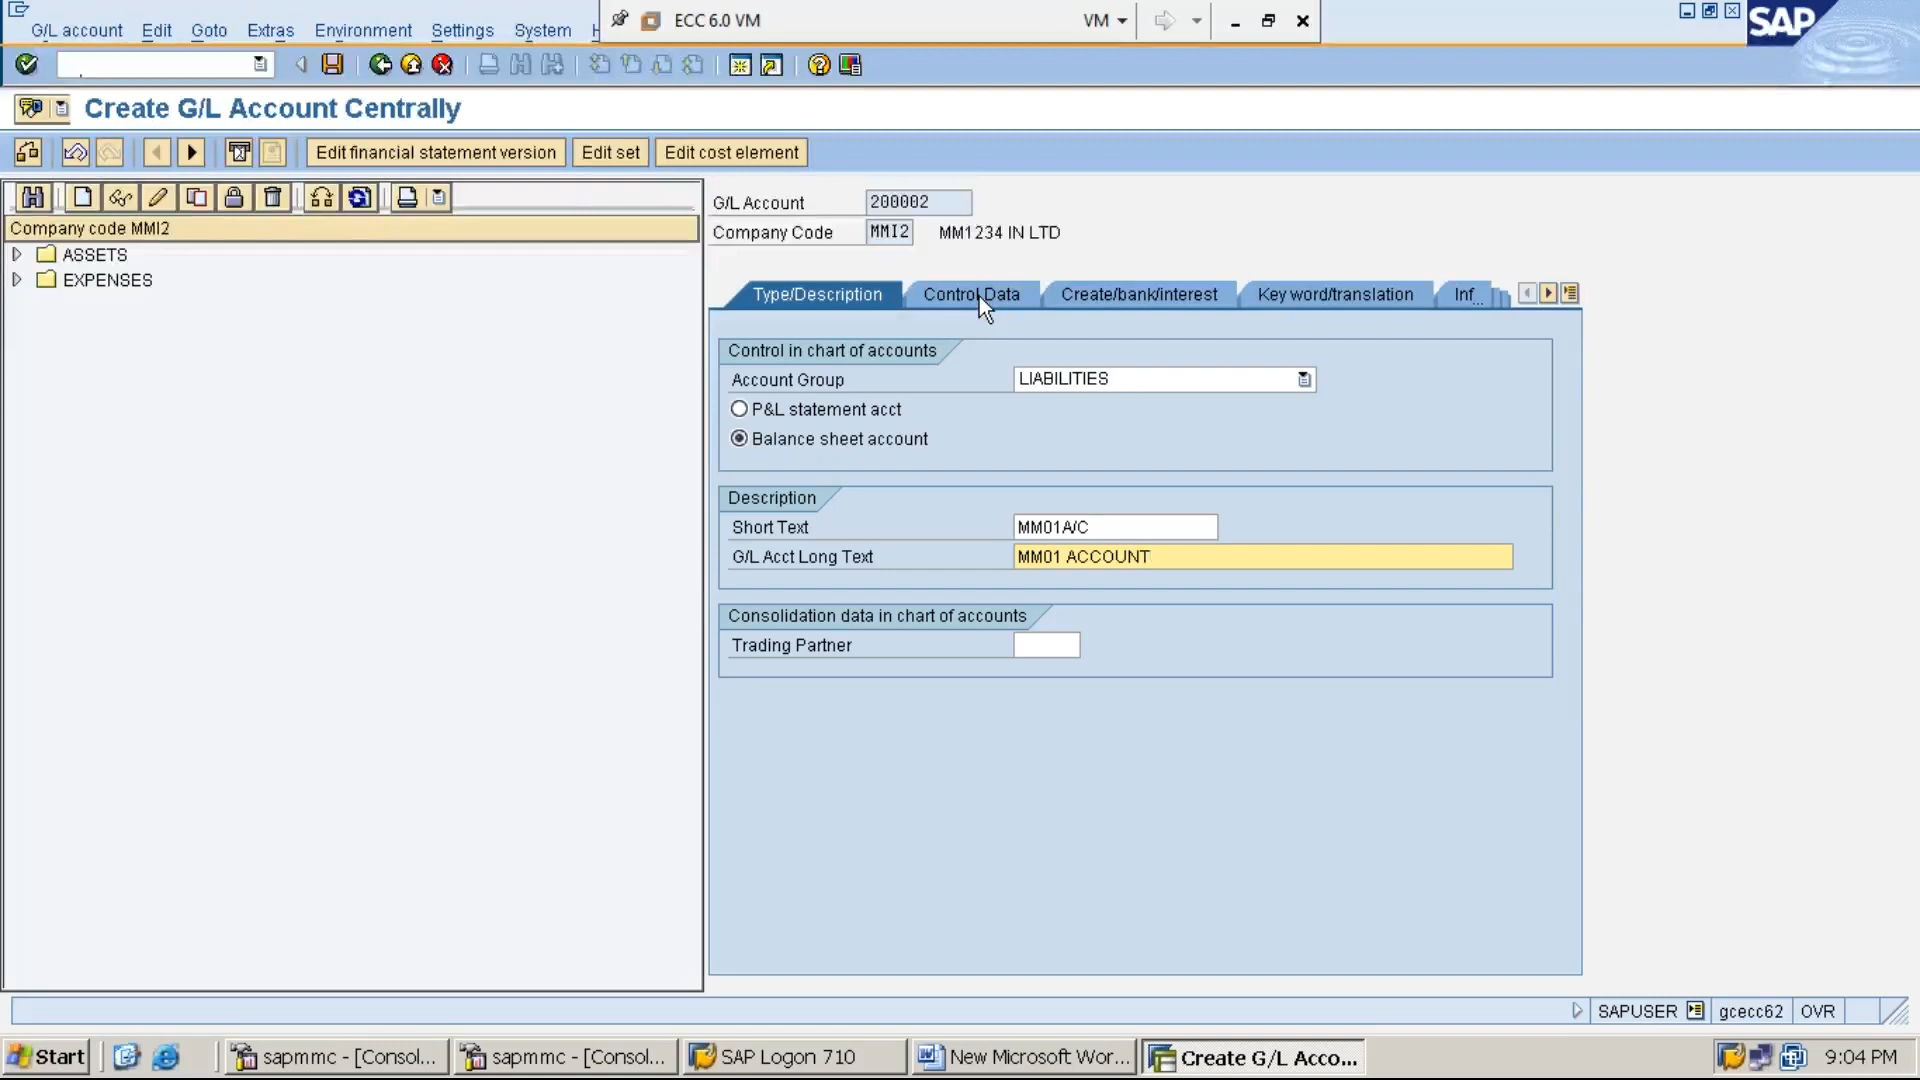 G/L account Edit Goto Extras Environment Settings System H
ECC 6.0 VM
VM
SAP
Create G/L Account Centrally
Edit financial statement version
Edit set
Edit cost element
Company code MMI2
ASSETS
EXPENSES
G/L Account 200002
Company Code MMI2 MM1234 IN LTD
Type/Description Control Data Create/bank/interest Key word/translation Inf...
Control in chart of accounts
Account Group LIABILITIES
P&L statement acct
Balance sheet account
Description
Short Text MM01A/C
G/L Acct Long Text MM01 ACCOUNT
Consolidation data in chart of accounts
Trading Partner
SAPUSER gcecc62 OVR
Start
sapmmc - [Consol...
sapmmc - [Consol...
SAP Logon 710
New Microsoft Wor...
Create G/L Acco...
9:04 PM